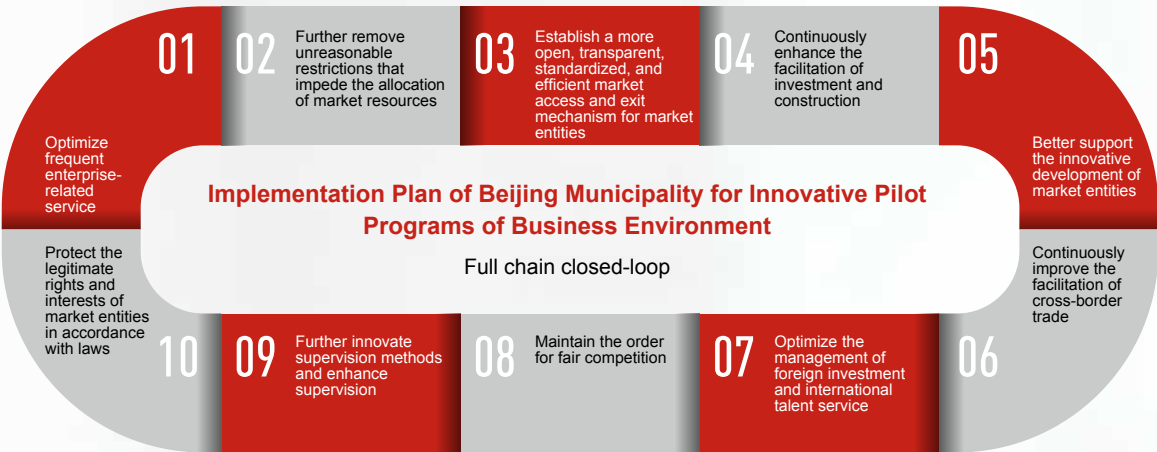 01
Optimize
frequent
enterprise-
related
service
02
Further remove
unreasonable
restrictions that
impede the allocation
of market resources
03
Establish a more
open, transparent,
standardized, and
efficient market
access and exit
mechanism for market
entities
04
Continuously
enhance the
facilitation of
investment and
construction
05
Better support
the innovative
development of
market entities
Implementation Plan of Beijing Municipality for Innovative Pilot
Programs of Business Environment
Full chain closed-loop
Continuously
improve the
facilitation of
cross-border
trade
06
07
Optimize the
management of
foreign investment
and international
talent service
08
Maintain the order
for fair competition
09
Further innovate
supervision methods
and enhance
supervision
Protect the
legitimate
rights and
interests of
market entities
in accordance
with laws
10